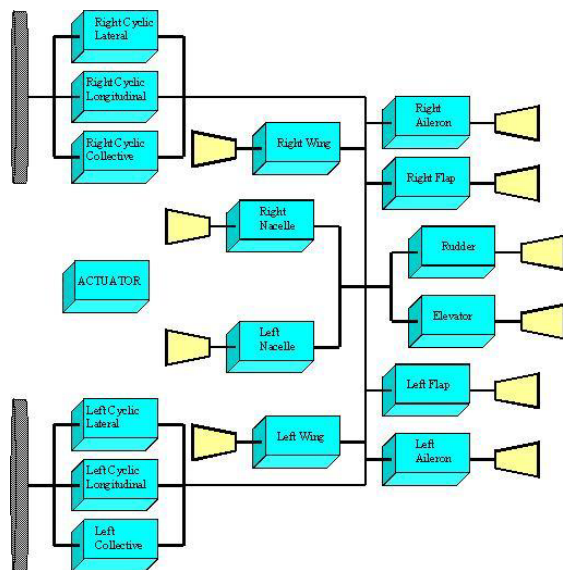 Right Cyclic
Lateral
Right Cyclic
Longitudinal
Right Cyclic
Collective
Right
Aileron
Right Wing
Right Flap
Right
Nacelle
Rudder
ACTUATOR
Elevator
Left
Nacelle
Left Flap
Left Cyclic
Lateral
Left Wing
Left
Aileron
Left Cyclic
Longitudinal
Left
Collective